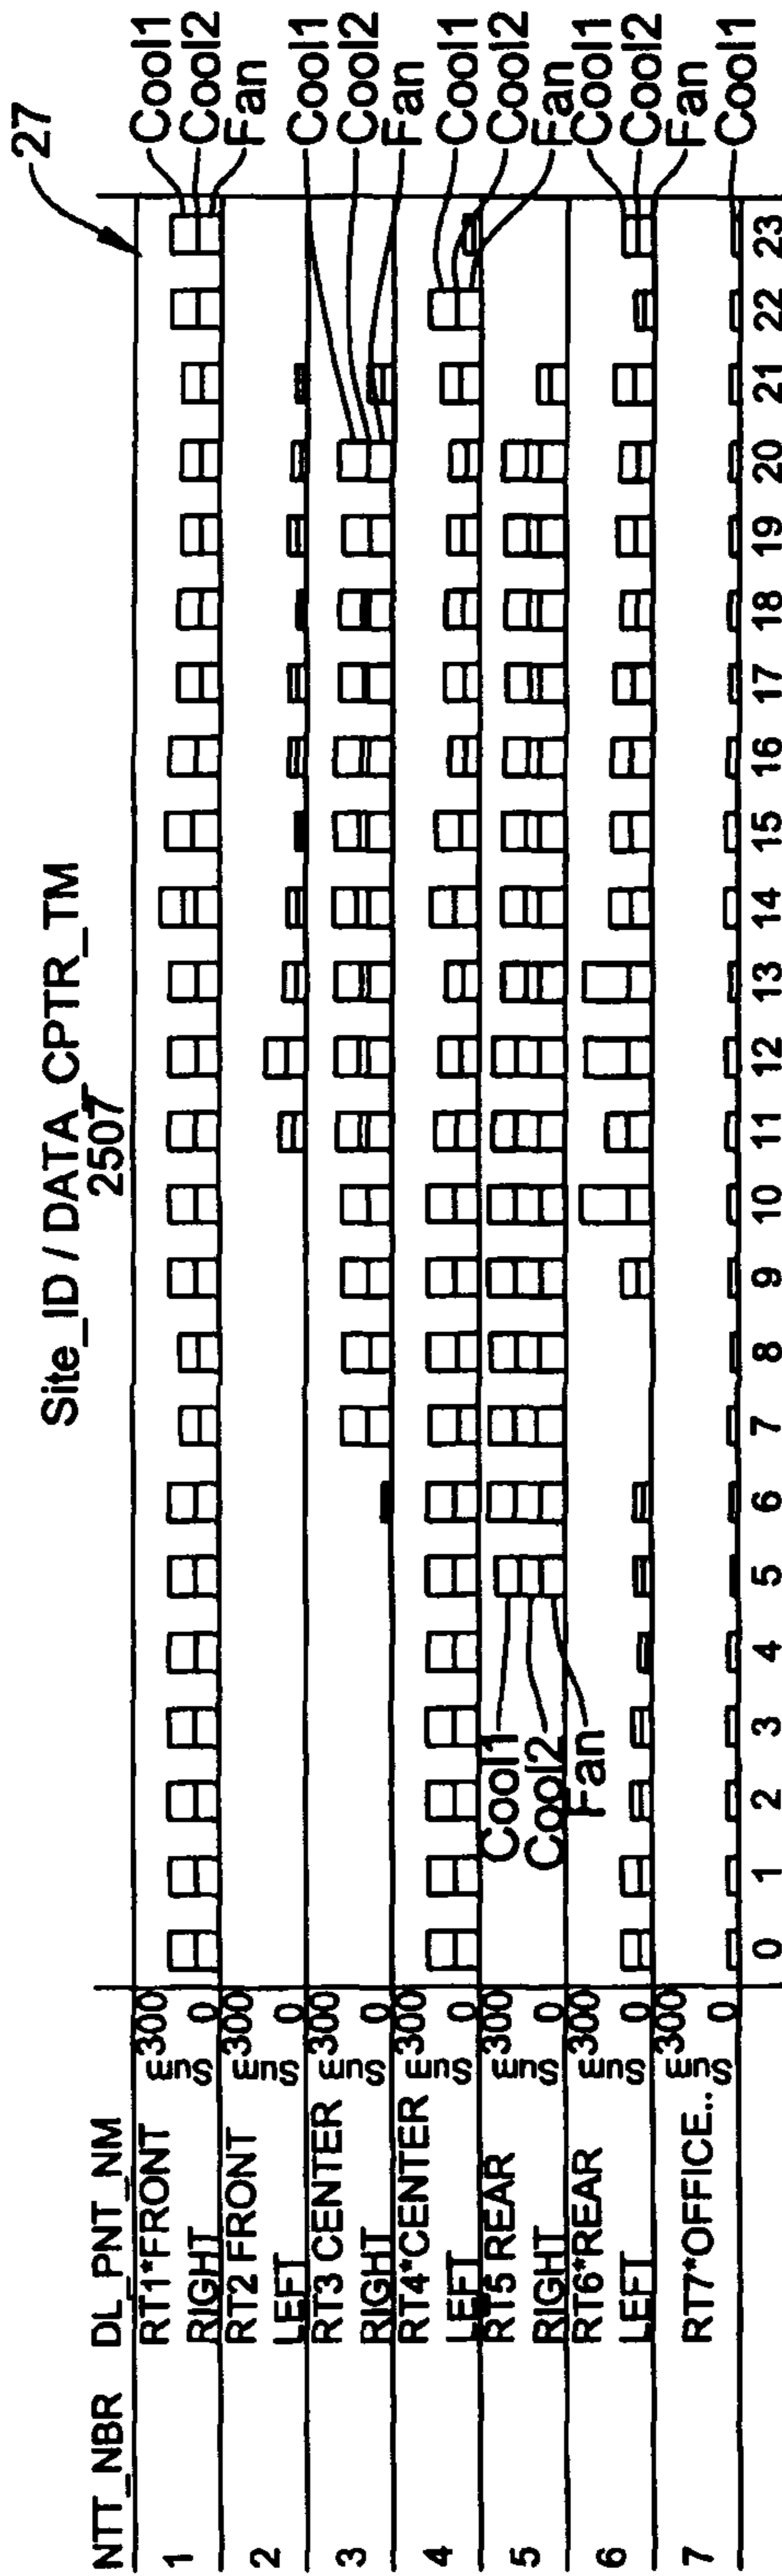 27
Site_ID / DATA_CPTR_TM
2507
NTT_NBR DL_PNT_NM
1 RT1*FRONT RIGHT Sum 300 0
2 RT2 FRONT LEFT Sum 300 0
3 RT3 CENTER RIGHT Sum 300 0
4 RT4*CENTER LEFT Sum 300 0
5 RT5 REAR RIGHT Sum 300 0
6 RT6*REAR LEFT Sum 300 0
7 RT7*OFFICE.. Sum 300 0
Cool1
Cool2
Fan
Cool1
Cool2
Fan
Cool1
Cool2
Fan
Cool1
Cool2
Fan
Cool1
Cool1
Cool2
Fan
0 1 2 3 4 5 6 7 8 9 10 11 12 13 14 15 16 17 18 19 20 21 22 23